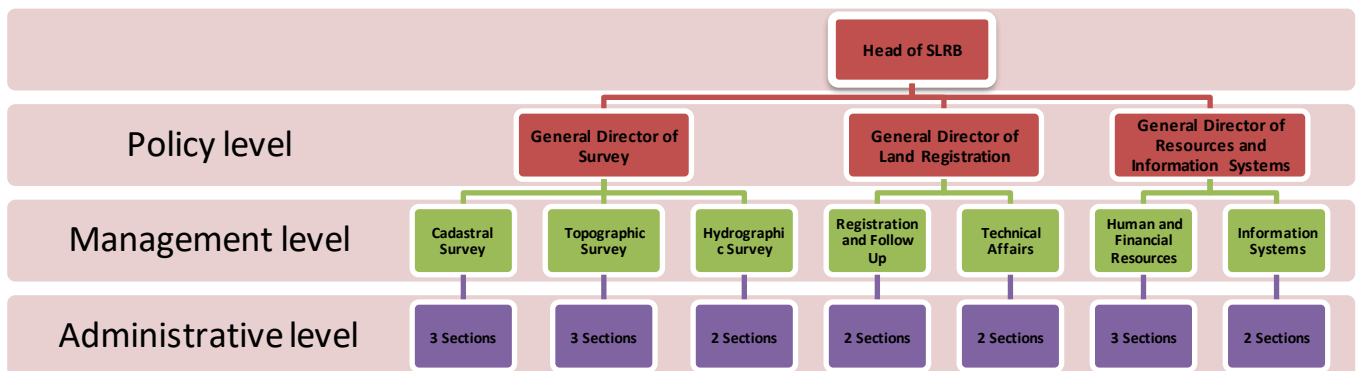 Head of SLRB
Policy level
General Director of
Survey
General Director of
Land Registration
General Director of
Resources and
Information Systems
Management level
Cadastral
Survey
Topographic
Survey
Hydrographi
c Survey
Registration
and Follow
Up
Technical
Affairs
Human and
Financial
Resources
Information
Systems
Administrative level
3 Sections
3 Sections
2 Sections
2 Sections
2 Sections
3 Sections
2 Sections